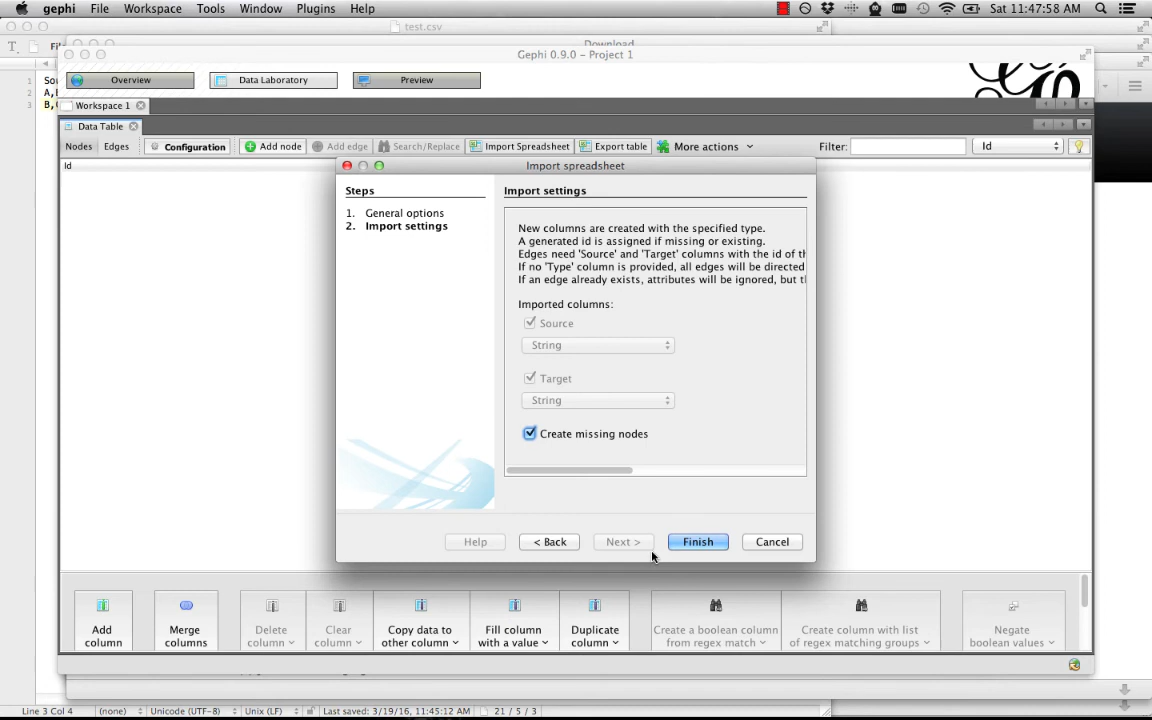 gephi File Workspace Tools Window Plugins Help Sat 11:47:58 AM
test.csv
Download
Gephi 0.9.0 – Project 1
Overview Data Laboratory Preview
Workspace 1
Data Table
Nodes Edges Configuration Add node Add edge Search/Replace Import Spreadsheet Export table More actions Filter: Id
Id
1
2 A,
3 B,
Import spreadsheet
Steps
1. General options
2. Import settings
Import settings
New columns are created with the specified type.
A generated id is assigned if missing or existing.
Edges need 'Source' and 'Target' columns with the id of th
If no 'Type' column is provided, all edges will be directed
If an edge already exists, attributes will be ignored, but t
Imported columns:
Source
String
Target
String
Create missing nodes
Help < Back Next > Finish Cancel
Add column
Merge columns
Delete column
Clear column
Copy data to other column
Fill column with a value
Duplicate column
Create a boolean column from regex match
Create column with list of regex matching groups
Negate boolean values
Line 3 Col 4 (none) Unicode (UTF-8) Unix (LF) Last saved: 3/19/16, 11:45:12 AM 21 / 5 / 3